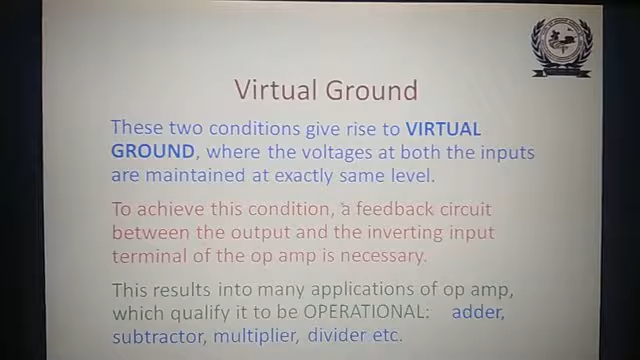 Virtual Ground
These two conditions give rise to VIRTUAL
GROUND, where the voltages at both the inputs
are maintained at exactly same level.
To achieve this condition, a feedback circuit
between the output and the inverting input
terminal of the op amp is necessary.
This results into many applications of op amp,
which qualify it to be OPERATIONAL: adder,
subtractor, multiplier, divider etc.